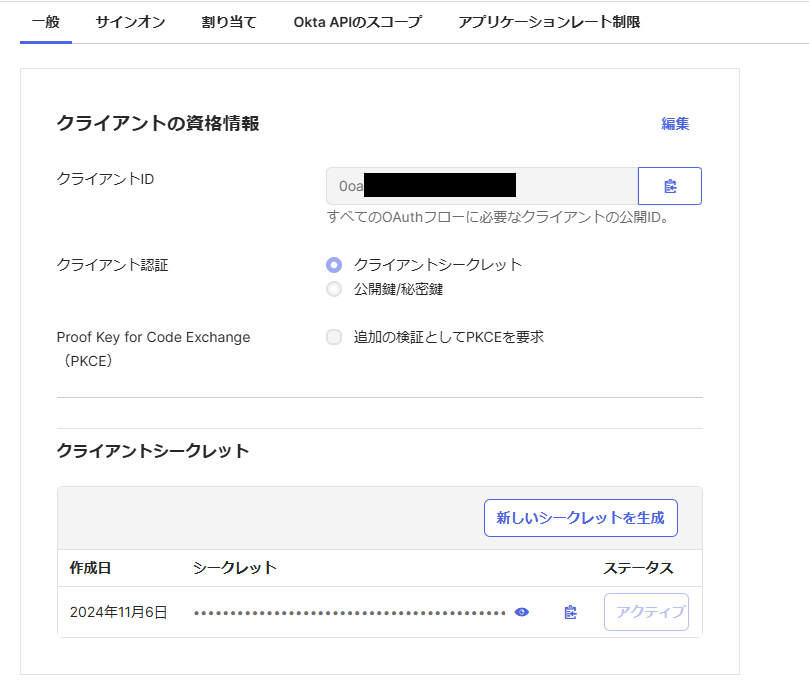 一般 サインオン 割り当て Okta APIのスコープ アプリケーションレート制限
クライアントの資格情報 編集
クライアントID 0oa
すべてのOAuthフローに必要なクライアントの公開ID。
クライアント認証 クライアントシークレット
公開鍵/秘密鍵
Proof Key for Code Exchange 追加の検証としてPKCEを要求
（PKCE）
クライアントシークレット
新しいシークレットを生成
作成日 シークレット ステータス
2024年11月6日 •••••••••••••••••••••••••••••••••••••••••••• アクティブ